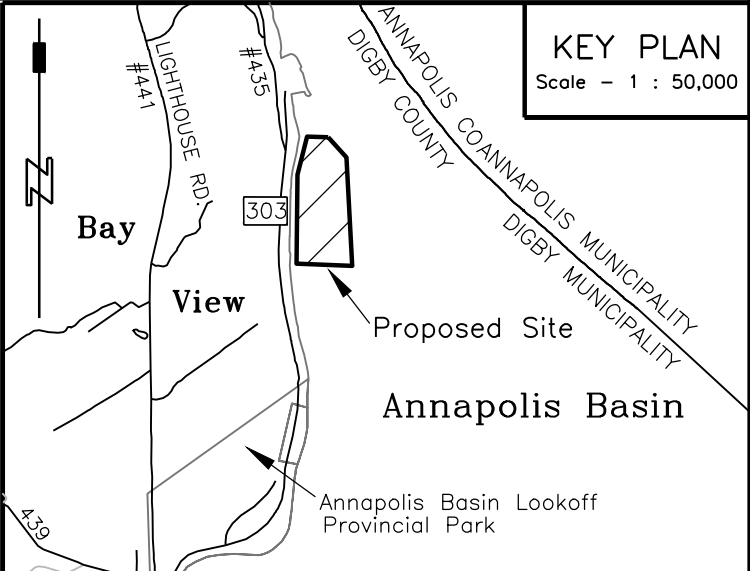 KEY PLAN
Scale - 1 : 50,000
#441
LIGHTHOUSE RD.
#435
ANNAPOLIS CO
DIGBY COUNTY
ANNAPOLIS MUNICIPALITY
DIGBY MUNICIPALITY
303
Bay
View
Proposed Site
Annapolis Basin
Annapolis Basin Lookoff
Provincial Park
439